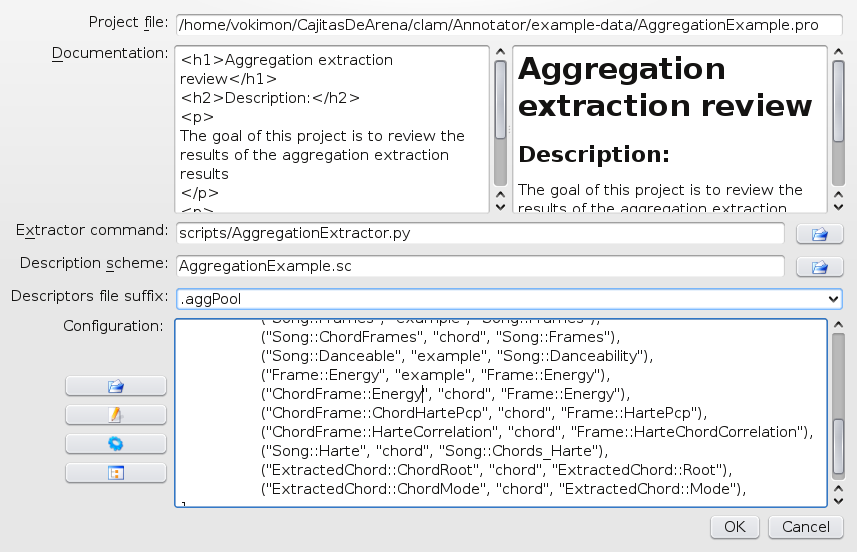 Project file: /home/vokimon/CajitasDeArena/clam/Annotator/example-data/AggregationExample.pro
Documentation:
<h1>Aggregation extraction
review</h1>
<h2>Description:</h2>
<p>
The goal of this project is to review the
results of the aggregation extraction
results
</p>
<p>
Aggregation
extraction review
Description:
The goal of this project is to review the
results of the aggregation extraction
Extractor command: scripts/AggregationExtractor.py
Description scheme: AggregationExample.sc
Descriptors file suffix: .aggPool
Configuration:
("Song::Frames", "example", "Song::Frames"),
("Song::ChordFrames", "chord", "Song::Frames"),
("Song::Danceable", "example", "Song::Danceability"),
("Frame::Energy", "example", "Frame::Energy"),
("ChordFrame::Energy", "chord", "Frame::Energy"),
("ChordFrame::ChordHartePcp", "chord", "Frame::HartePcp"),
("ChordFrame::HarteCorrelation", "chord", "Frame::HarteChordCorrelation"),
("Song::Harte", "chord", "Song::Chords_Harte"),
("ExtractedChord::ChordRoot", "chord", "ExtractedChord::Root"),
("ExtractedChord::ChordMode", "chord", "ExtractedChord::Mode"),
]
OK Cancel